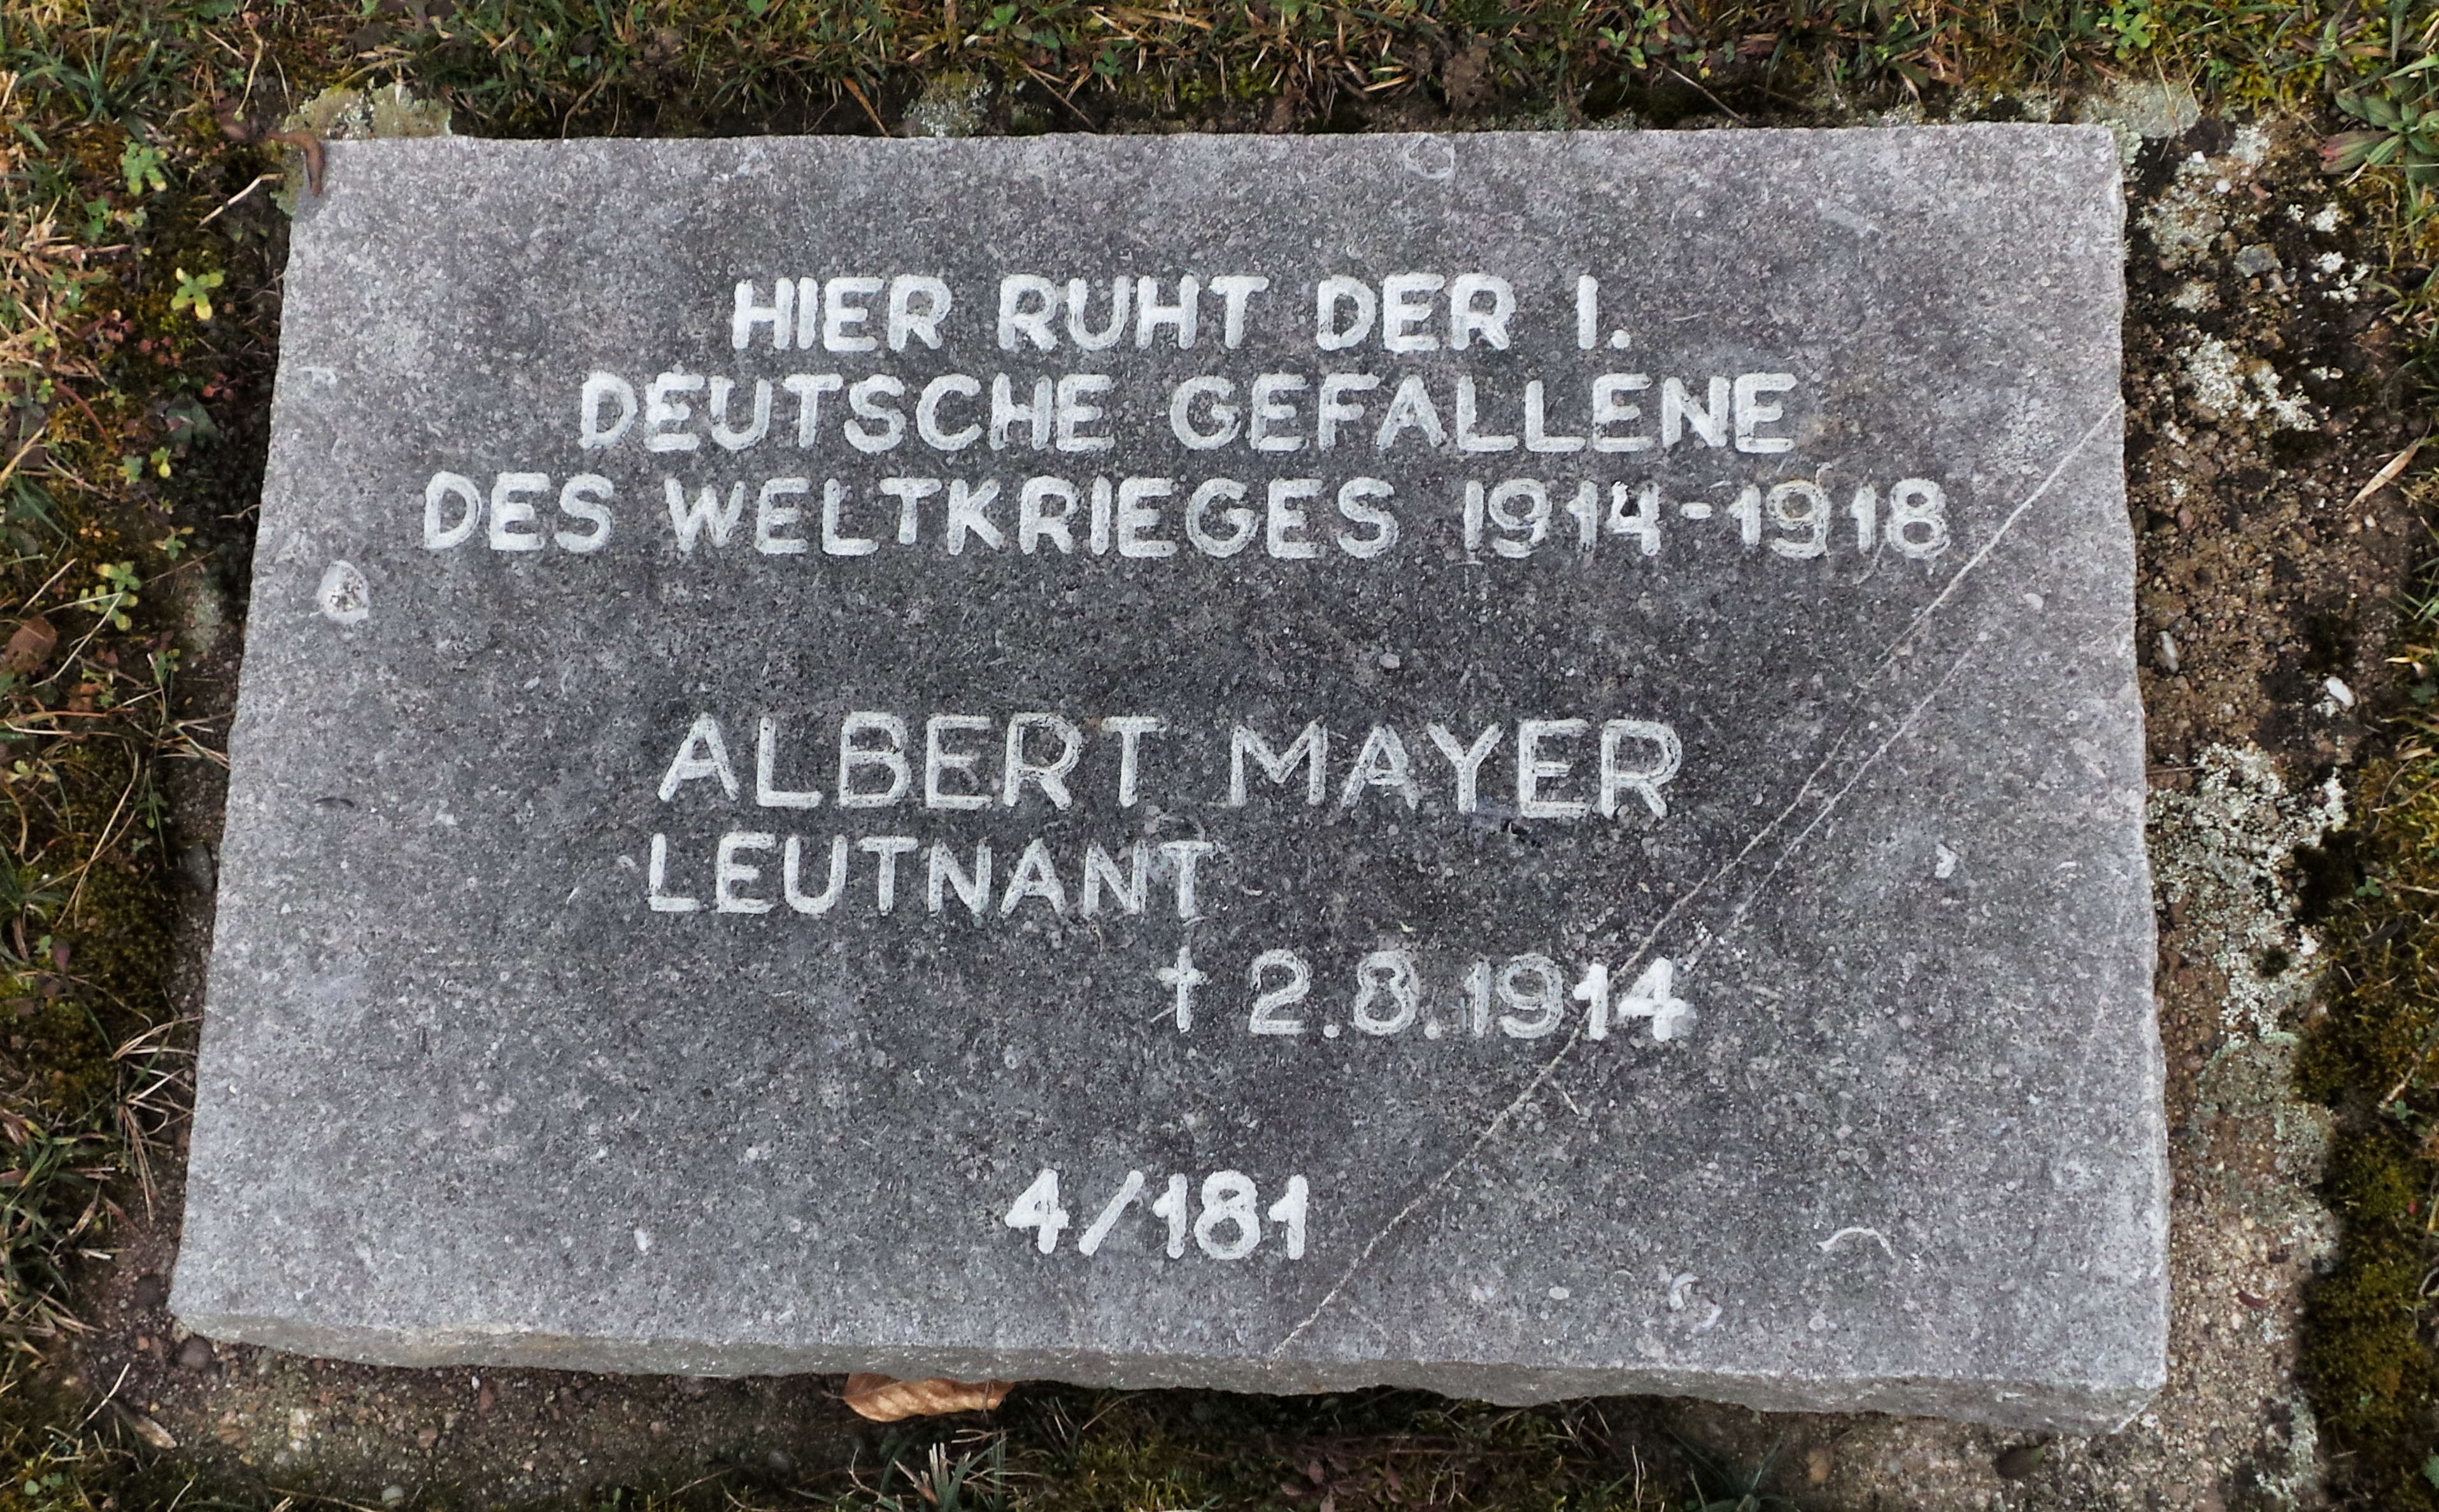 HIER RUHT DER 1.
DEUTSCHE GEFALLENE
DES WELTKRIEGES 1914-1918
ALBERT MAYER
LEUTNANT
† 2.8.1914
4/181